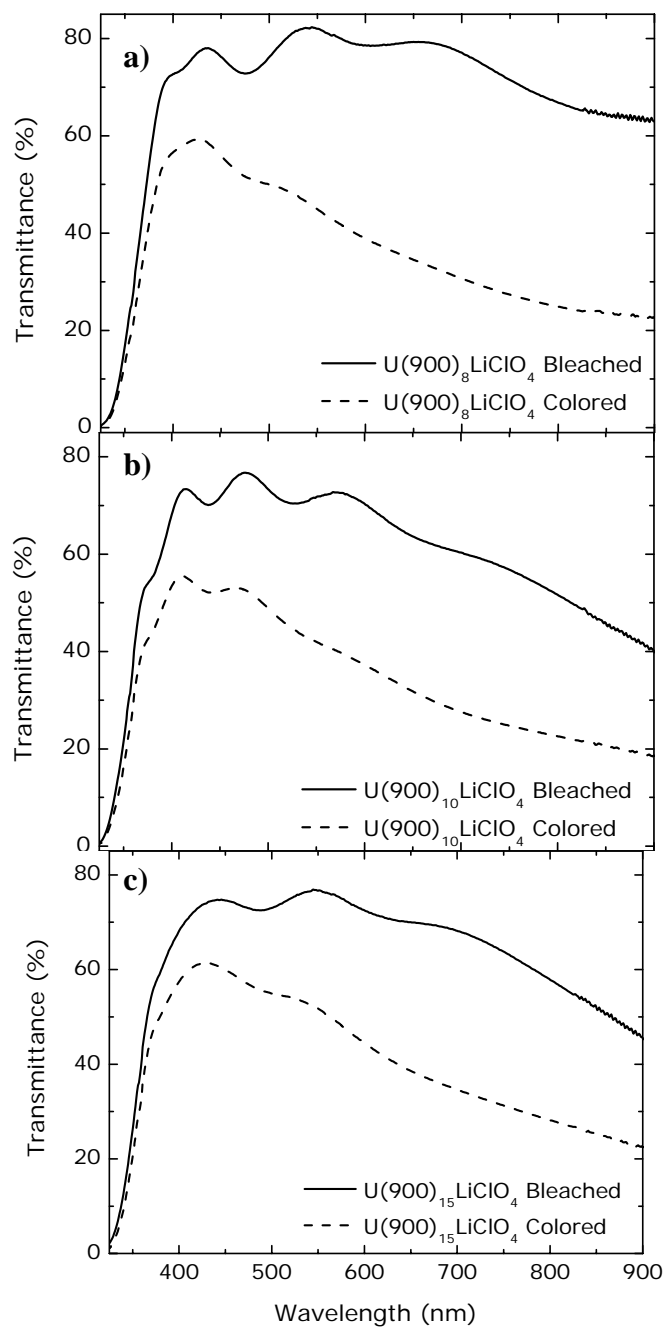 a)
80
60
40
20
0
Transmittance (%)
U(900)₈LiClO₄ Bleached
U(900)₈LiClO₄ Colored
b)
80
60
40
20
0
Transmittance (%)
U(900)₁₀LiClO₄ Bleached
U(900)₁₀LiClO₄ Colored
c)
80
60
40
20
0
Transmittance (%)
U(900)₁₅LiClO₄ Bleached
U(900)₁₅LiClO₄ Colored
400 500 600 700 800 900
Wavelength (nm)